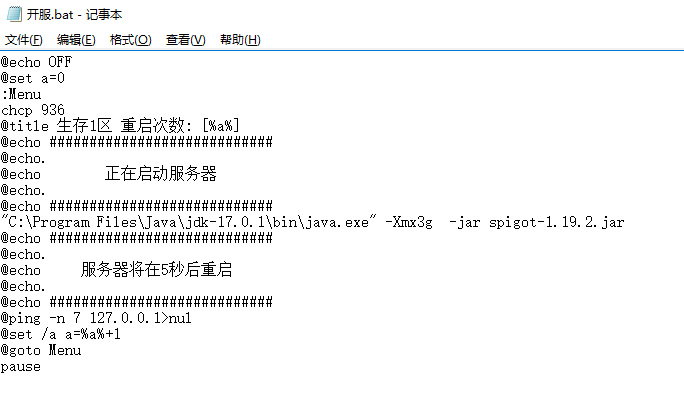 开服.bat - 记事本
文件(F) 编辑(E) 格式(O) 查看(V) 帮助(H)
@echo OFF
@set a=0
:Menu
chcp 936
@title 生存1区 重启次数: [%a%]
@echo ############################
@echo.
@echo        正在启动服务器
@echo.
@echo ############################
"C:\Program Files\Java\jdk-17.0.1\bin\java.exe" -Xmx3g  -jar spigot-1.19.2.jar
@echo ############################
@echo.
@echo     服务器将在5秒后重启
@echo.
@echo ############################
@ping -n 7 127.0.0.1>nul
@set /a a=%a%+1
@goto Menu
pause